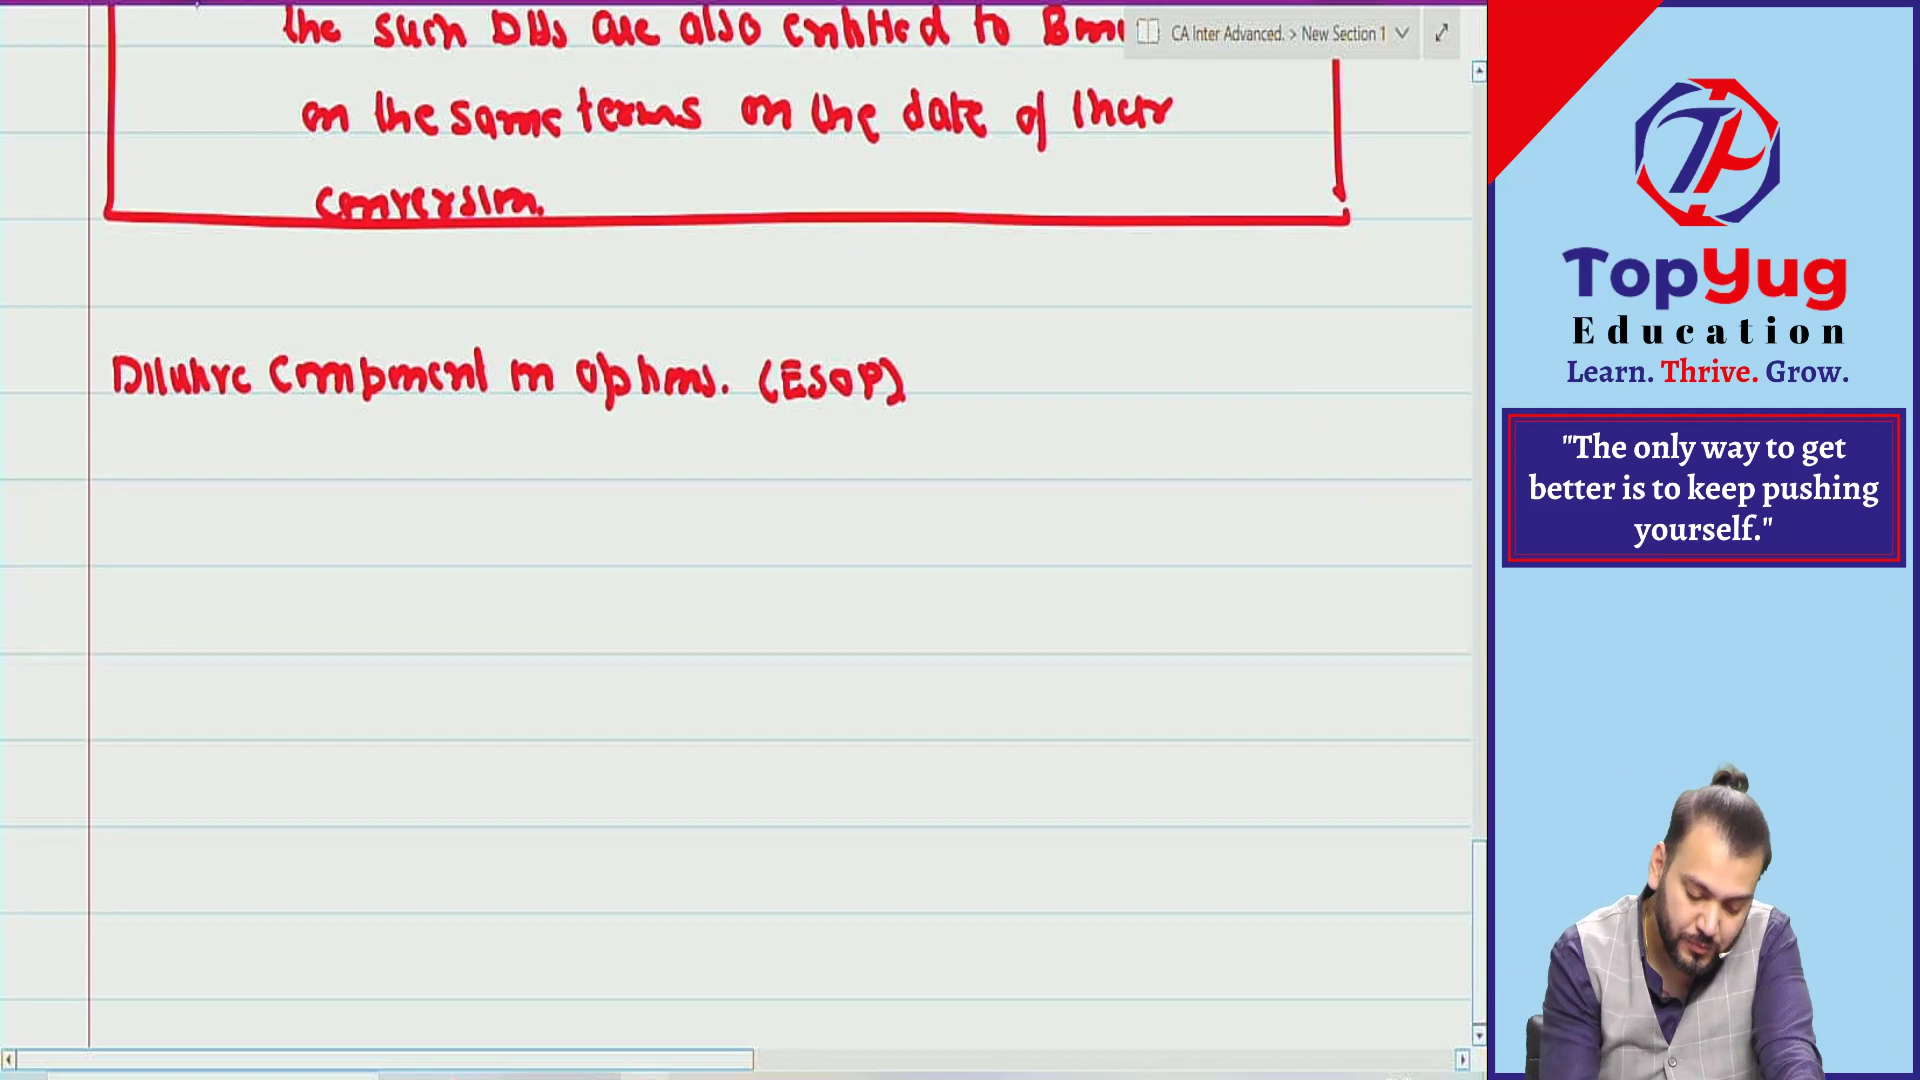 the such DHs are also entitled to
on the same terms on the date of their
conversion.
Dilutive Component in options. (ESOP)
CA Inter Advanced. > New Section 1
TopYug
Education
Learn. Thrive. Grow.
"The only way to get
better is to keep pushing
yourself."